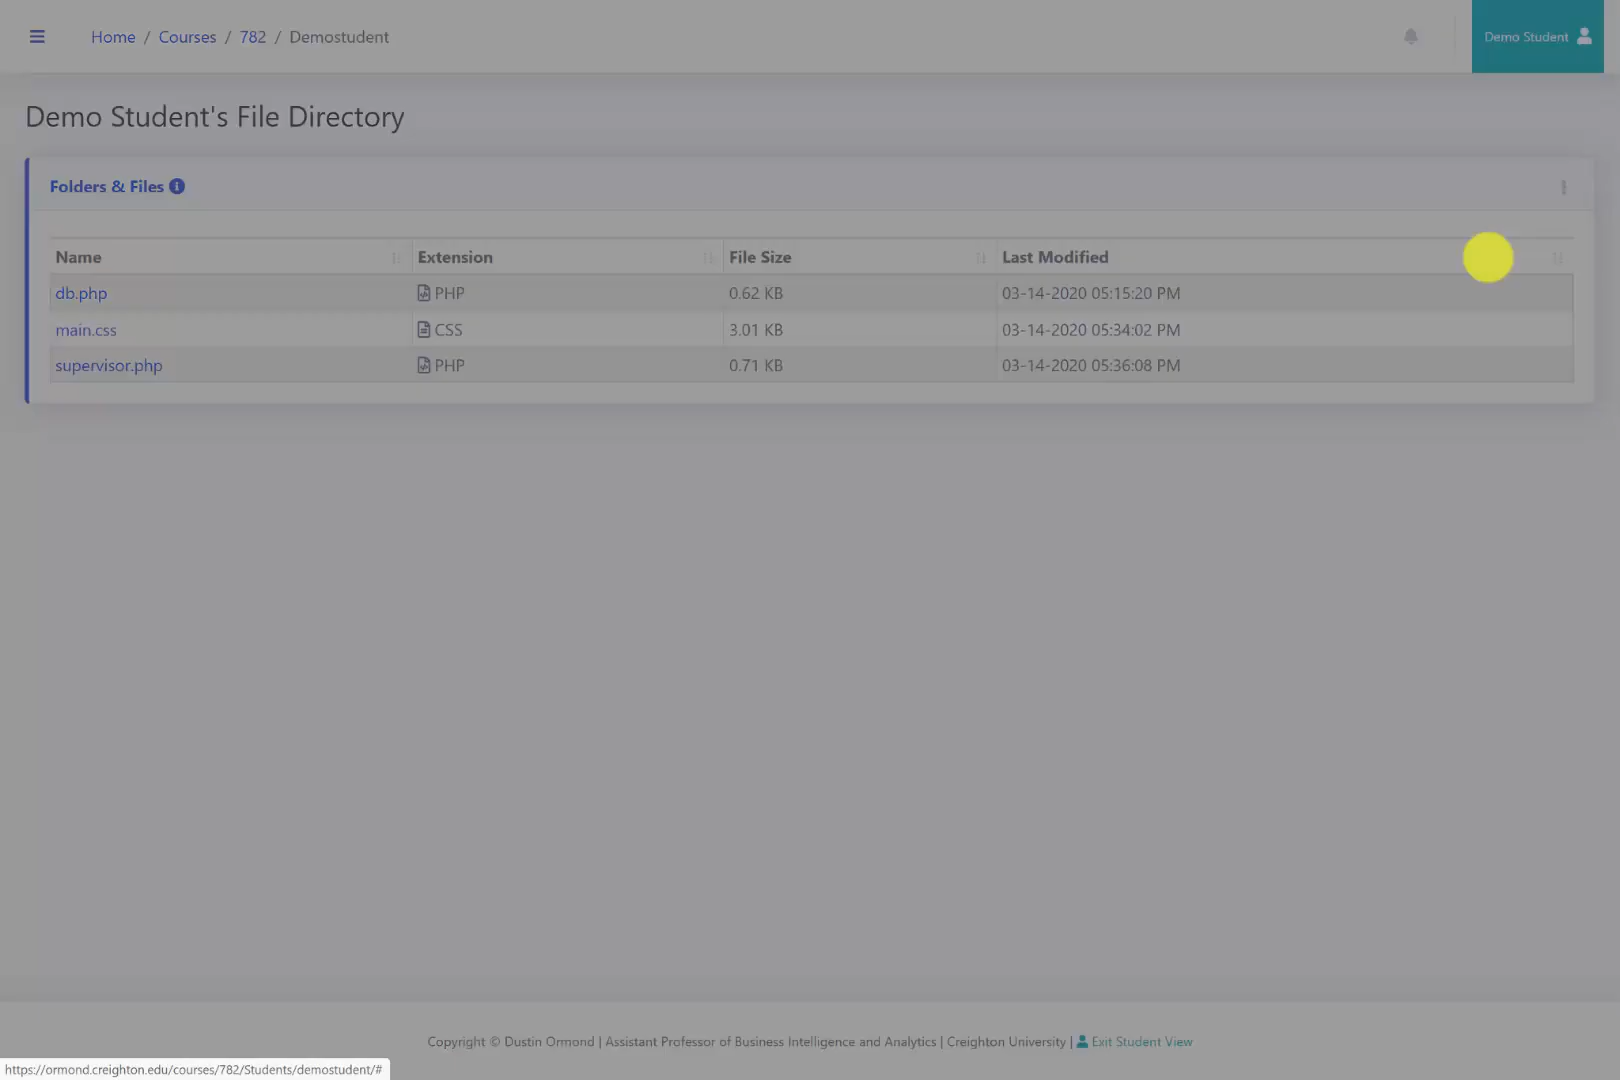 Home / Courses / 782 / Demostudent
Demo Student
Demo Student's File Directory
Folders & Files
Name Extension File Size Last Modified
db.php PHP 0.62 KB 03-14-2020 05:15:20 PM
main.css CSS 3.01 KB 03-14-2020 05:34:02 PM
supervisor.php PHP 0.71 KB 03-14-2020 05:36:08 PM
Copyright © Dustin Ormond | Assistant Professor of Business Intelligence and Analytics | Creighton University | Exit Student View
https://ormond.creighton.edu/courses/782/Students/demostudent/#